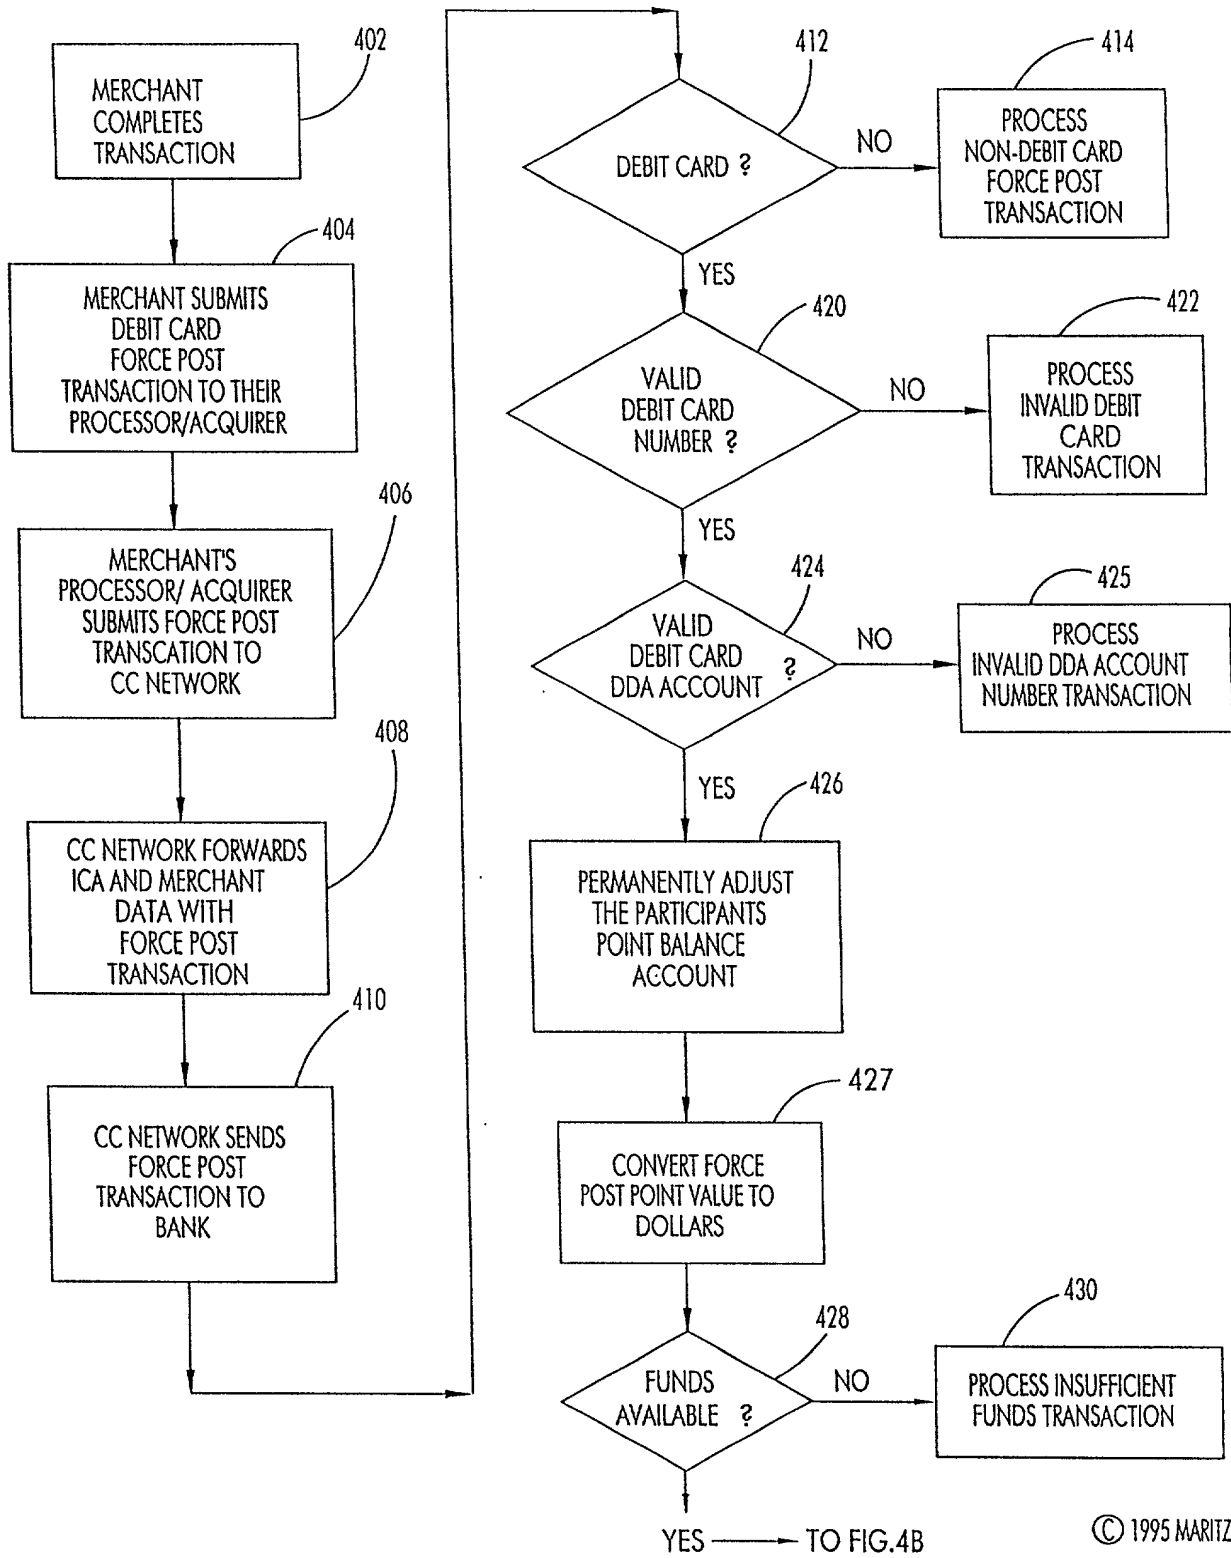 402
MERCHANT
COMPLETES
TRANSACTION
404
MERCHANT SUBMITS
DEBIT CARD
FORCE POST
TRANSACTION TO THEIR
PROCESSOR/ACQUIRER
406
MERCHANT'S
PROCESSOR/ ACQUIRER
SUBMITS FORCE POST
TRANSCATION TO
CC NETWORK
408
CC NETWORK FORWARDS
ICA AND MERCHANT
DATA WITH
FORCE POST
TRANSACTION
410
CC NETWORK SENDS
FORCE POST
TRANSACTION TO
BANK
412
DEBIT CARD ?
NO
414
PROCESS
NON-DEBIT CARD
FORCE POST
TRANSACTION
YES
420
VALID
DEBIT CARD
NUMBER ?
NO
422
PROCESS
INVALID DEBIT
CARD
TRANSACTION
YES
424
VALID
DEBIT CARD
DDA ACCOUNT ?
NO
425
PROCESS
INVALID DDA ACCOUNT
NUMBER TRANSACTION
YES
426
PERMANENTLY ADJUST
THE PARTICIPANTS
POINT BALANCE
ACCOUNT
427
CONVERT FORCE
POST POINT VALUE TO
DOLLARS
428
FUNDS
AVAILABLE ?
NO
430
PROCESS INSUFFICIENT
FUNDS TRANSACTION
YES → TO FIG.4B
© 1995 MARITZ